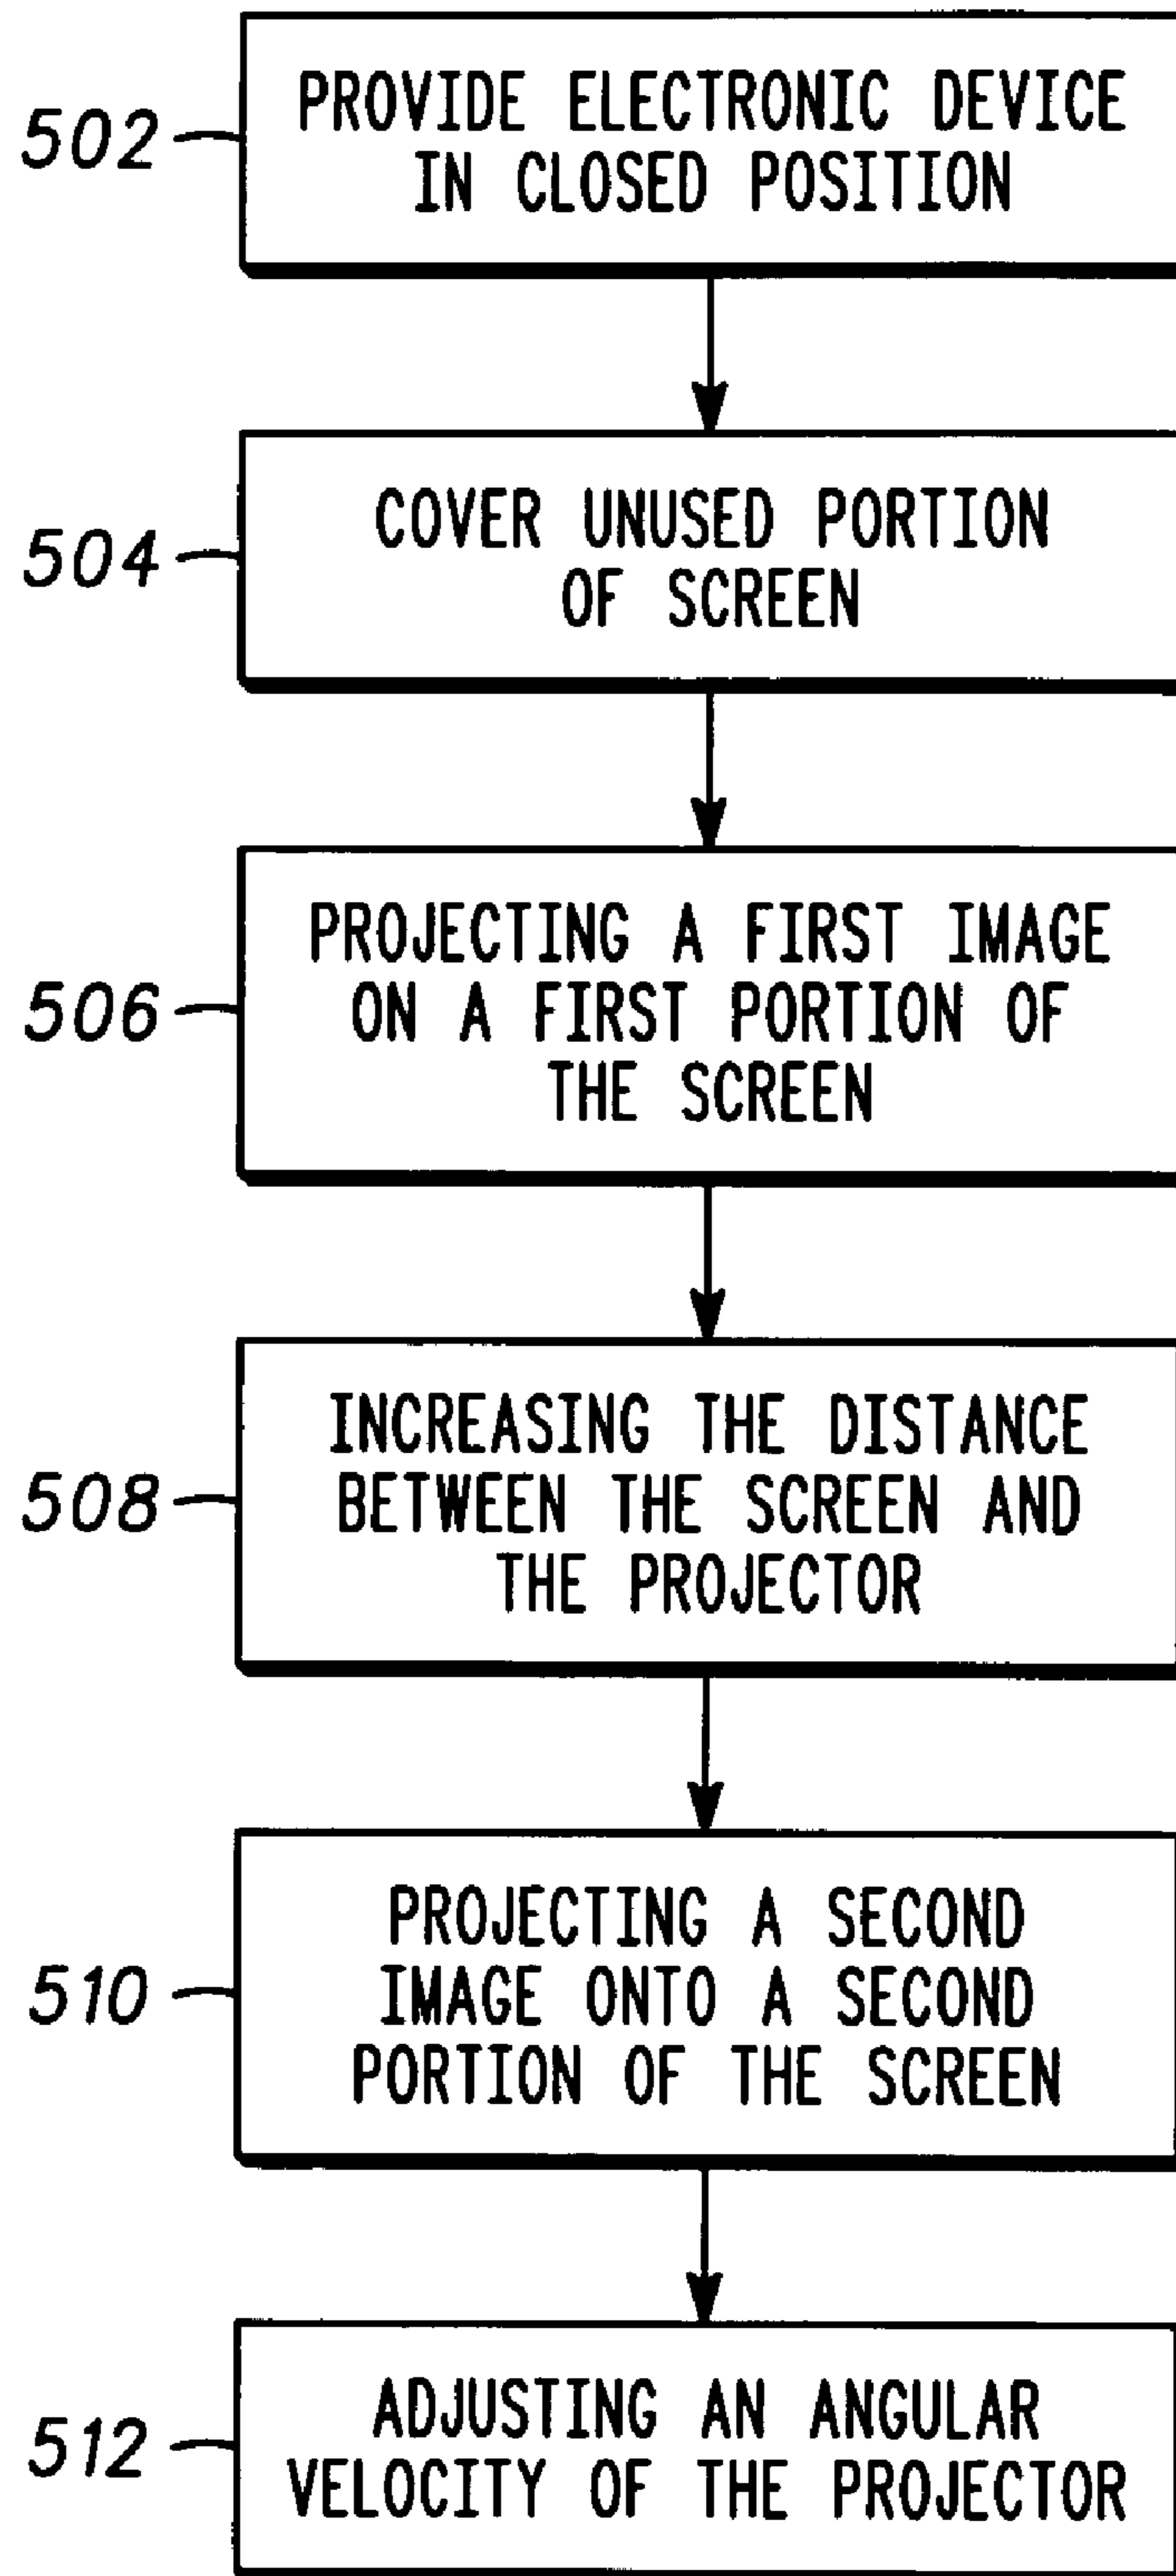 502
PROVIDE ELECTRONIC DEVICE
IN CLOSED POSITION
504
COVER UNUSED PORTION
OF SCREEN
506
PROJECTING A FIRST IMAGE
ON A FIRST PORTION OF
THE SCREEN
508
INCREASING THE DISTANCE
BETWEEN THE SCREEN AND
THE PROJECTOR
510
PROJECTING A SECOND
IMAGE ONTO A SECOND
PORTION OF THE SCREEN
512
ADJUSTING AN ANGULAR
VELOCITY OF THE PROJECTOR